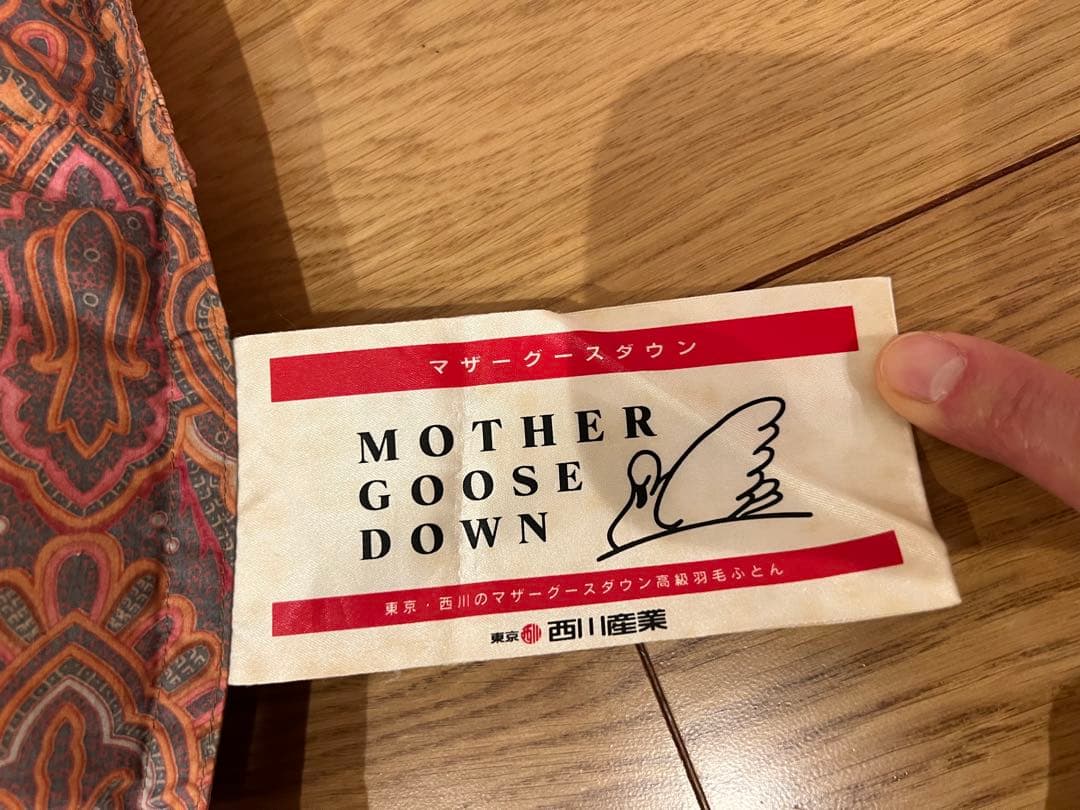 マザーグースダウン
MOTHER
GOOSE
DOWN
東京・西川のマザーグースダウン高級羽毛ふとん
東京 西川 西川産業